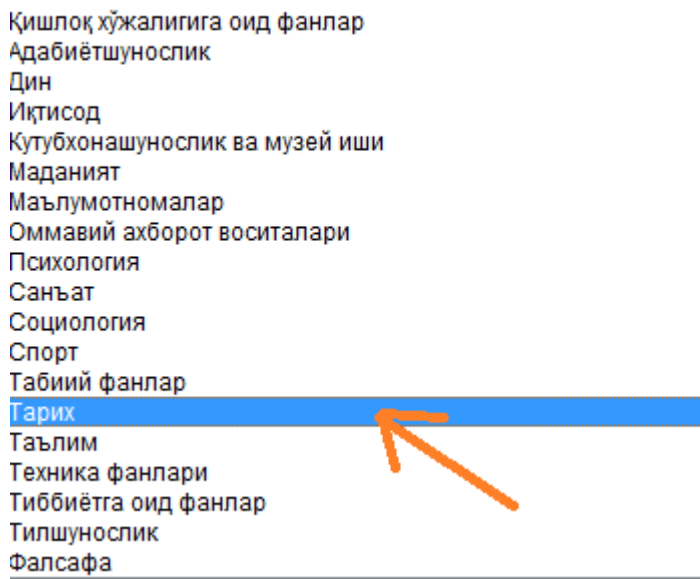 Қишлоқ хўжалигига оид фанлар
Адабиётшунослик
Дин
Иқтисод
Кутубхонашунослик ва музей иши
Маданият
Маълумотномалар
Оммавий ахборот воситалари
Психология
Санъат
Социология
Спорт
Табиий фанлар
Тарих
Таълим
Техника фанлари
Тиббиётга оид фанлар
Тилшунослик
Фалсафа